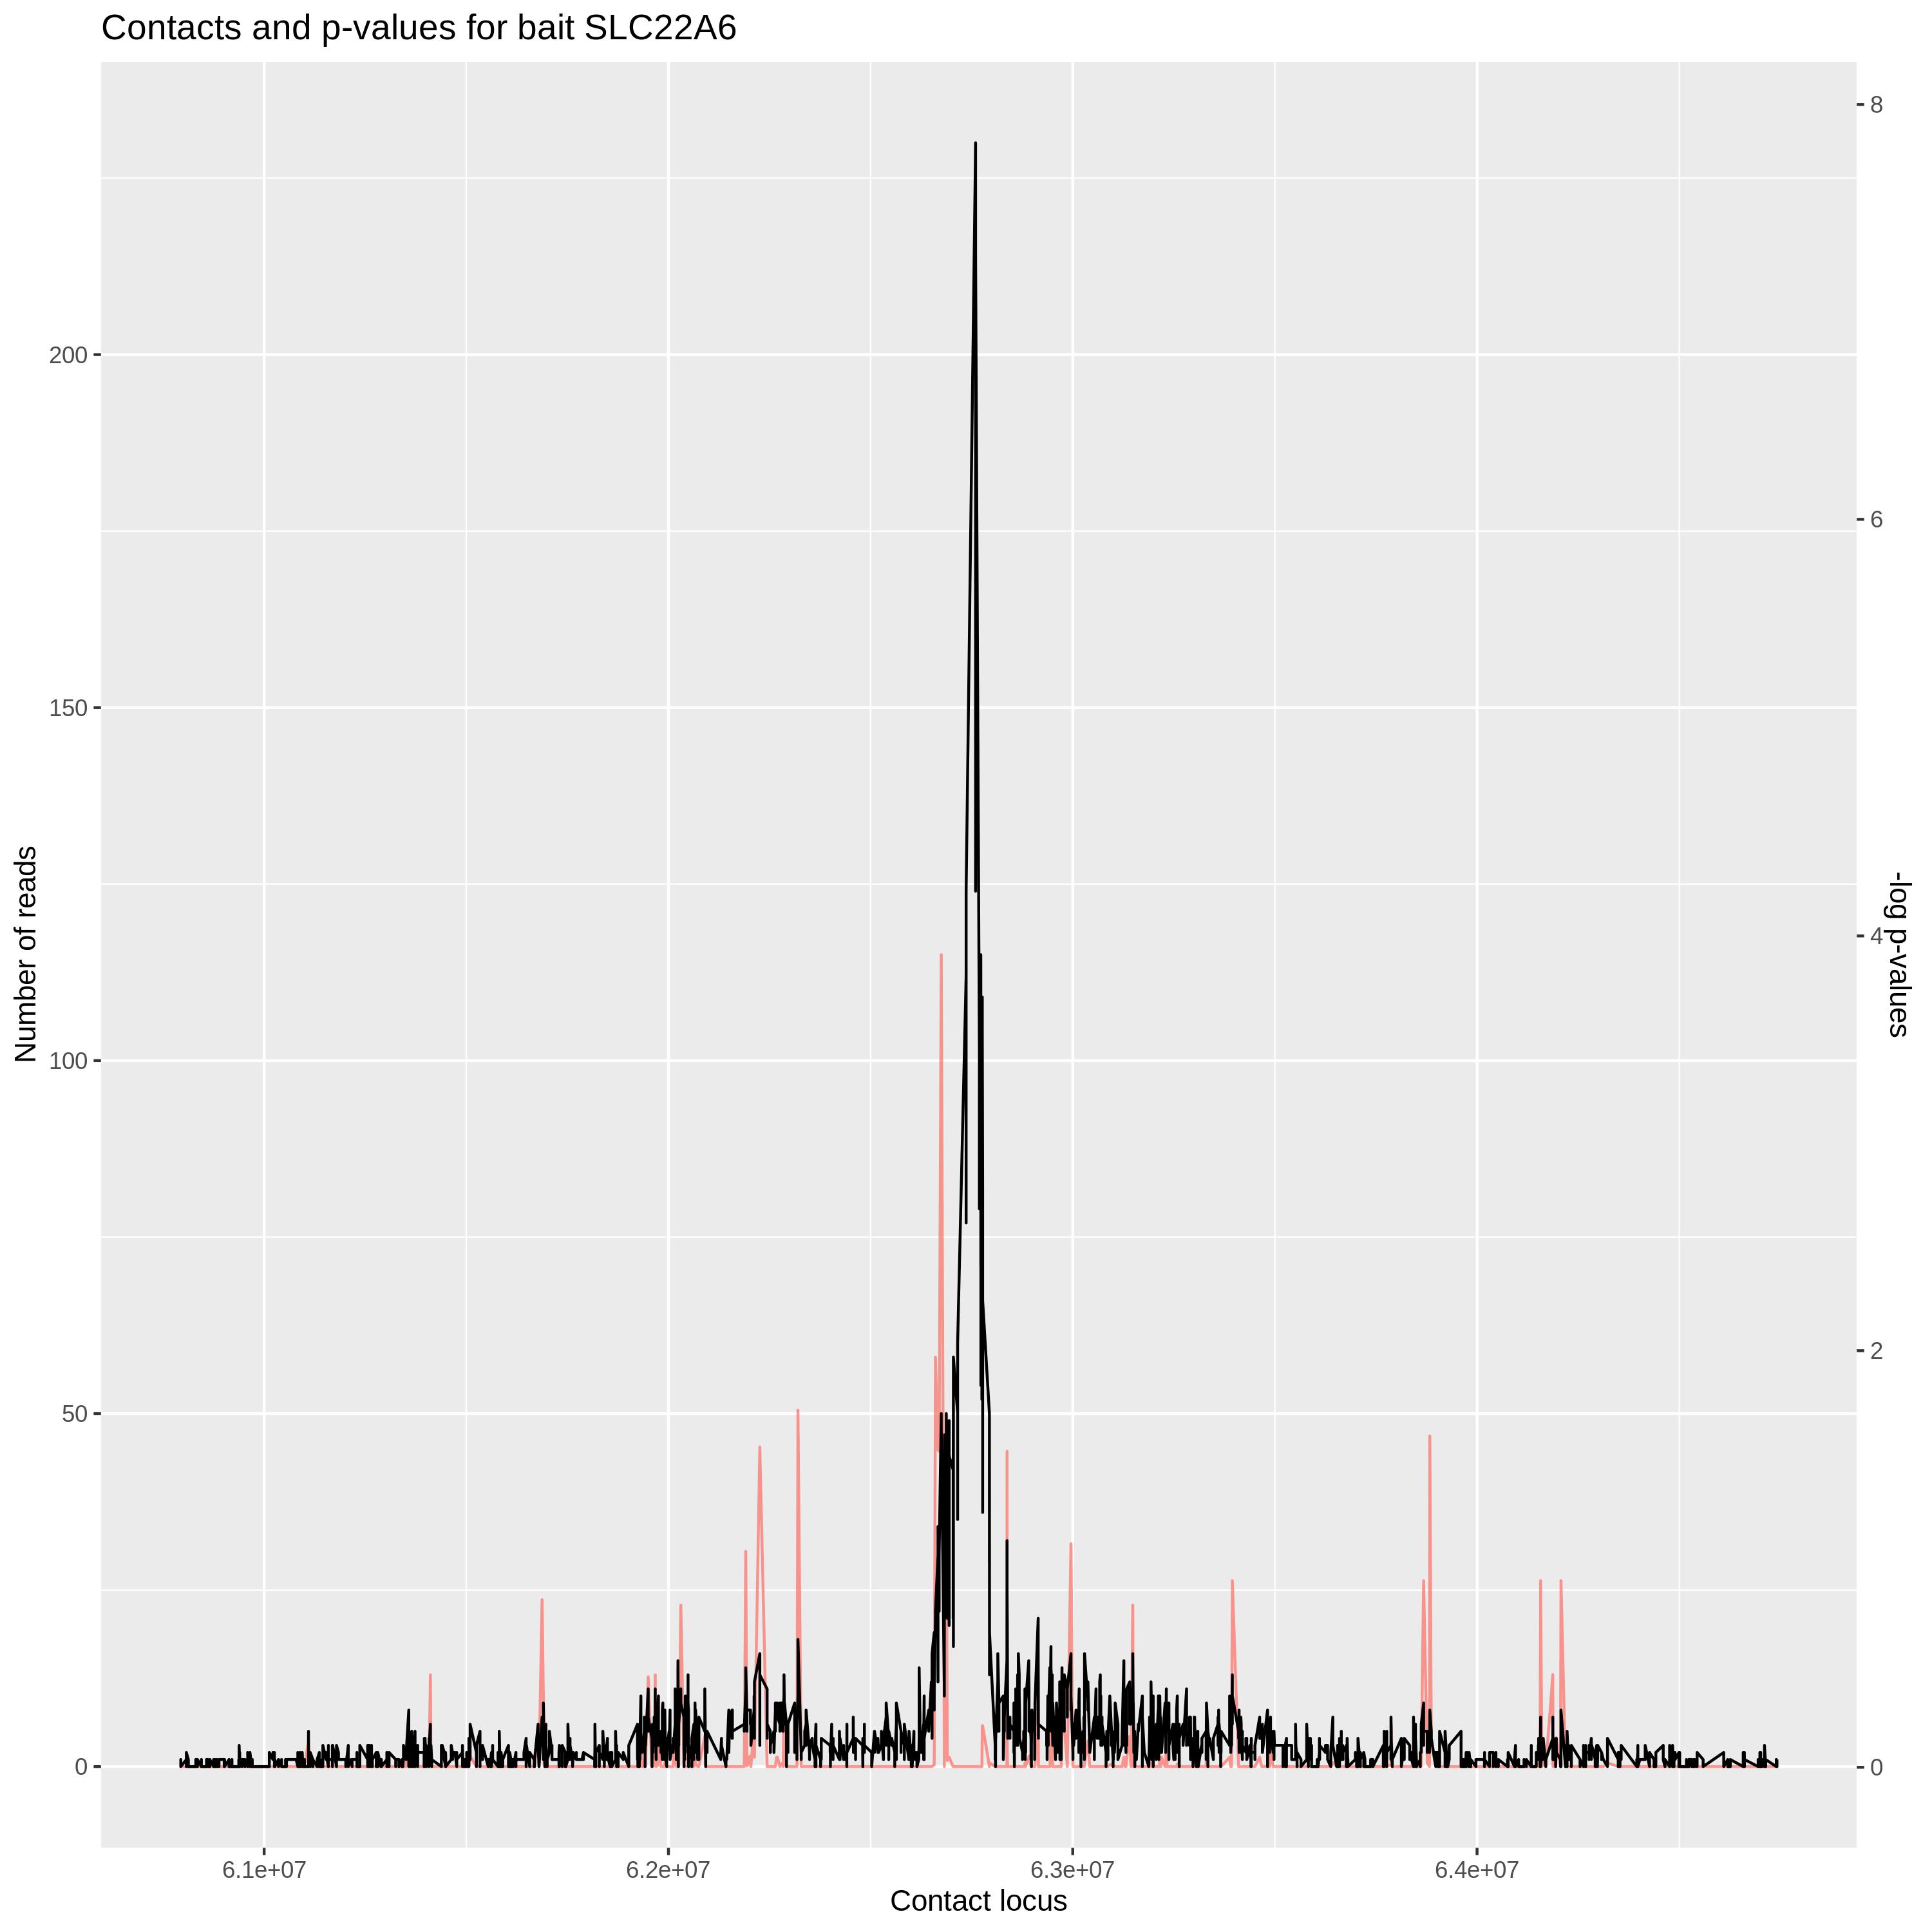 Contacts and p-values for bait SLC22A6
Number of reads
200
150
100
50
0
8
6
4
2
0
-log p-values
6.1e+07 6.2e+07 6.3e+07 6.4e+07
Contact locus